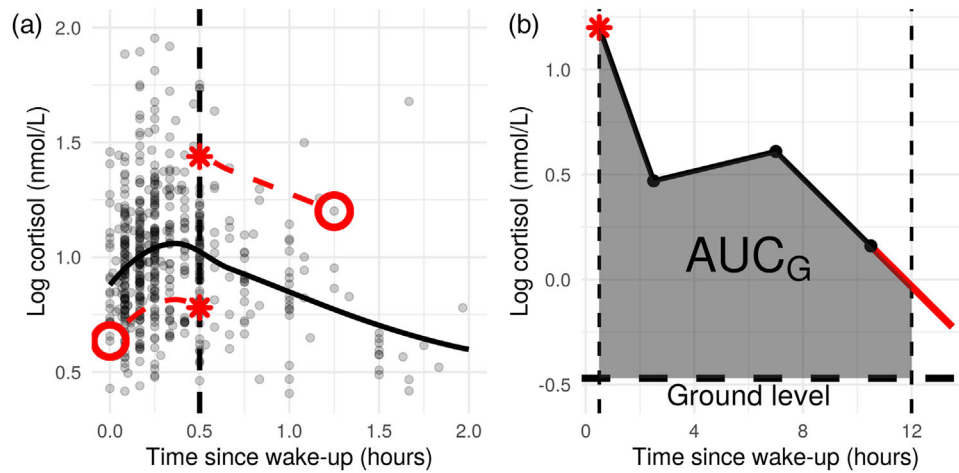 (a)
Log cortisol (nmol/L)
2.0
1.5
1.0
0.5
0.0
0.5
1.0
1.5
2.0
Time since wake-up (hours)
(b)
Log cortisol (nmol/L)
1.0
0.5
0.0
-0.5
AUCG
Ground level
0
4
8
12
Time since wake-up (hours)